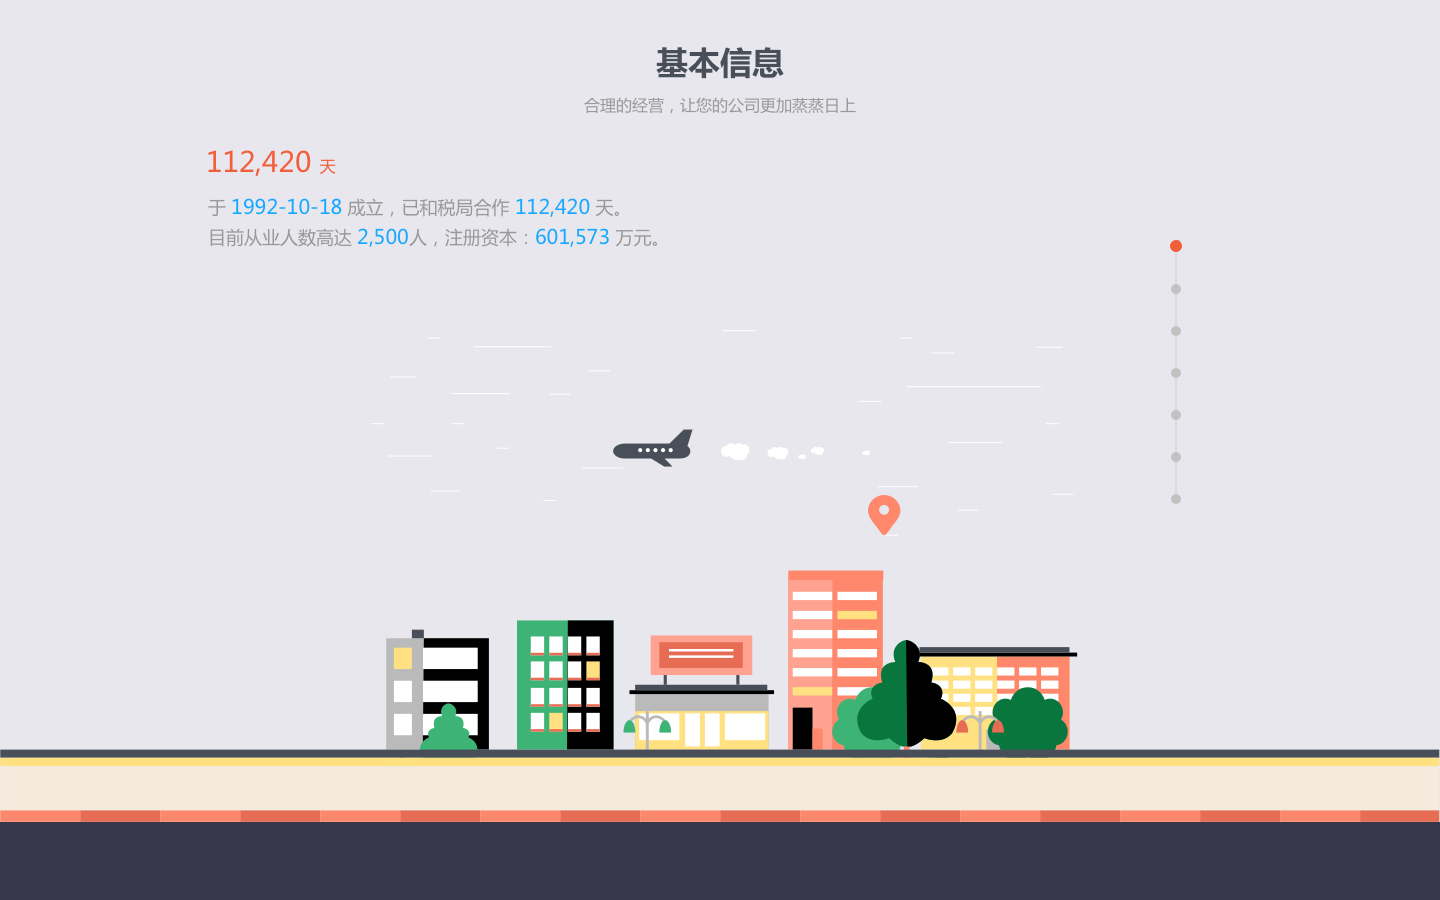 基本信息
合理的经营，让您的公司更加蒸蒸日上
112,420 天
于 1992-10-18 成立，已和税局合作 112,420 天。
目前从业人数高达 2,500人，注册资本：601,573 万元。